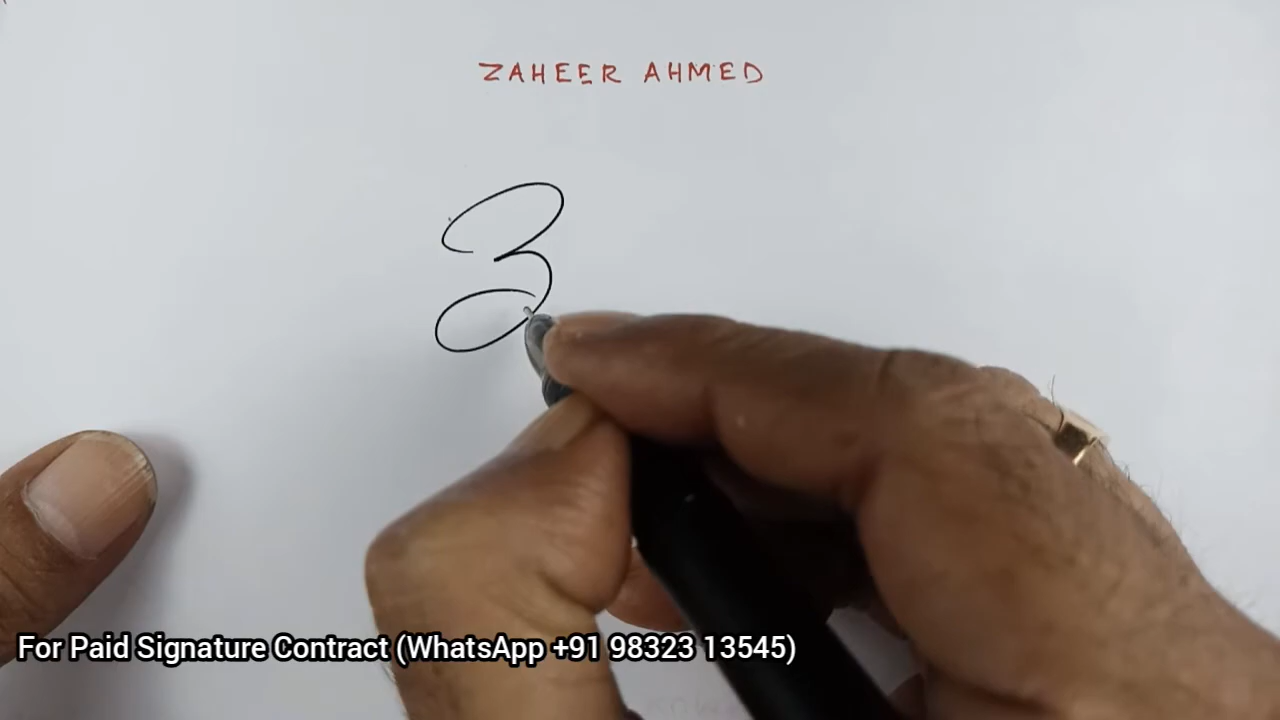 ZAHEER AHMED
Z
For Paid Signature Contract (WhatsApp +91 98323 13545)